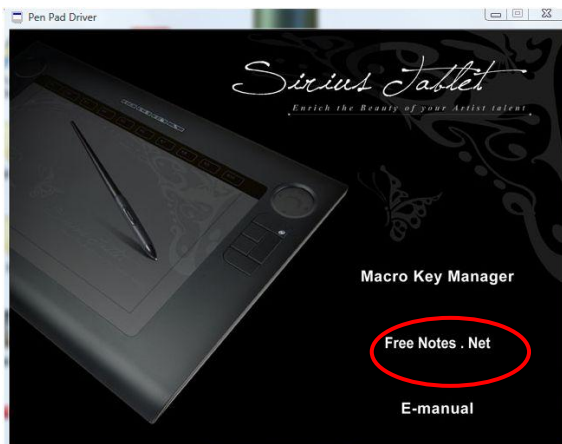 Pen Pad Driver
Sirius Tablet
Enrich the Beauty of your Artist talent
Macro Key Manager
Free Notes . Net
E-manual